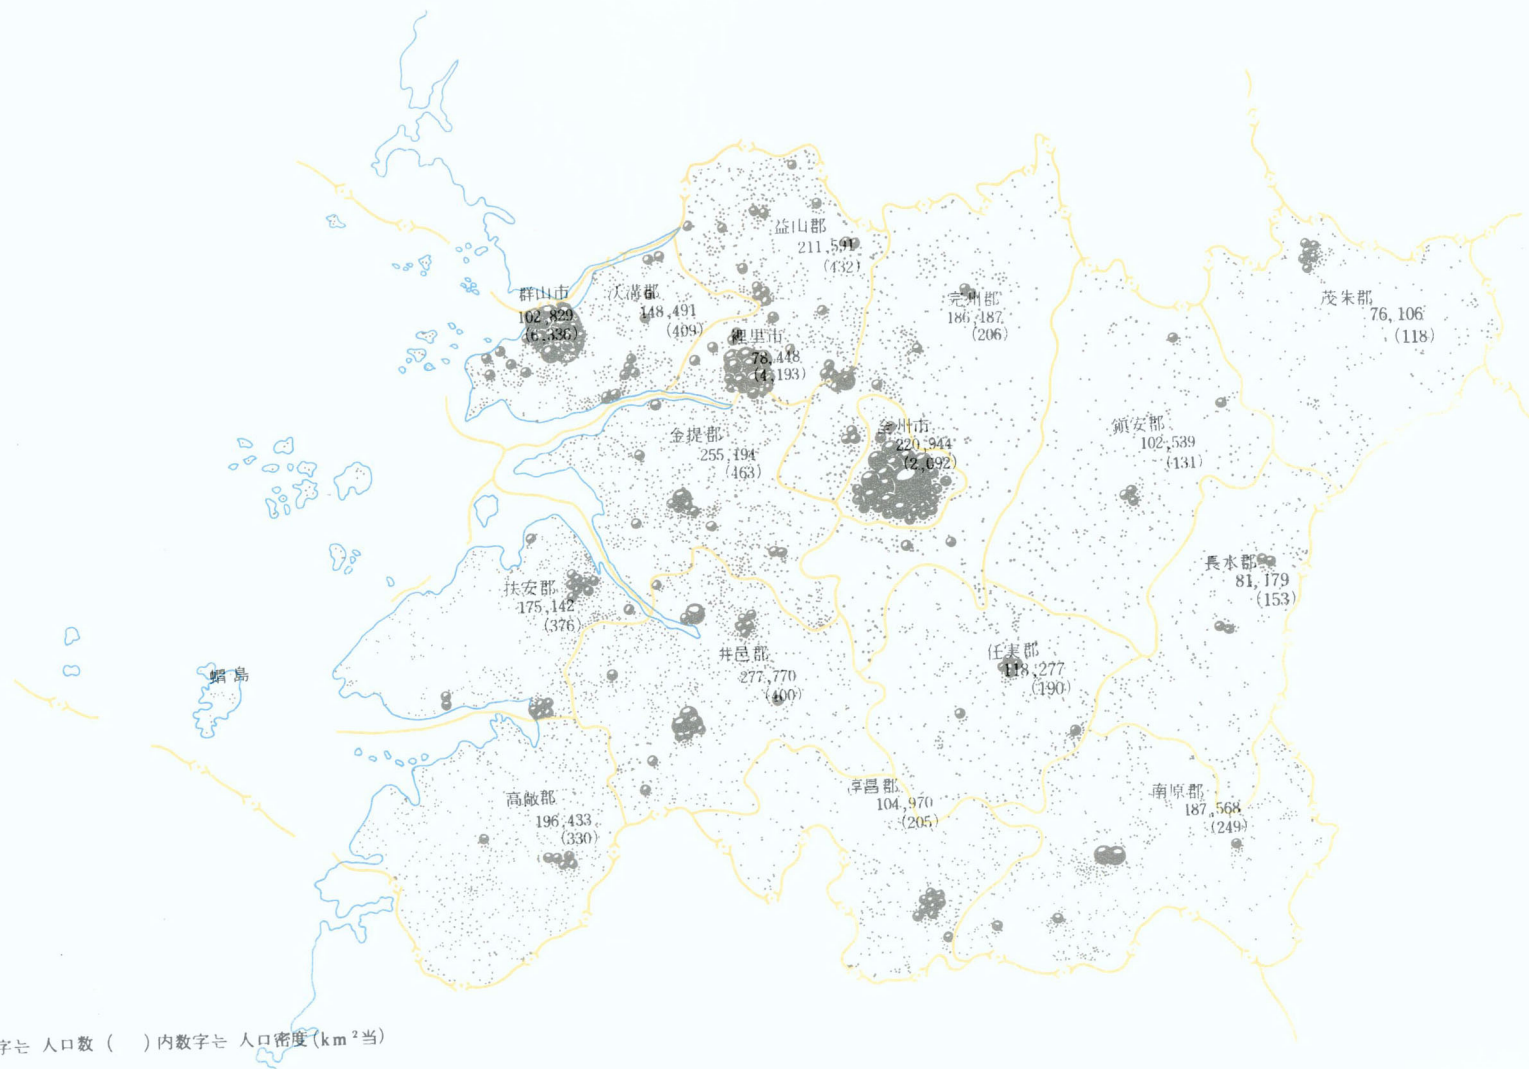 益山郡
211,591
(432)
群山市
102,829
(6,336)
沃溝郡
148,491
(409)
裡里市
78,448
(4,193)
完州郡
186,187
(206)
茂朱郡
76,106
(118)
全州市
220,944
(2,692)
金提郡
255,194
(463)
鎭安郡
102,539
(131)
扶安郡
175,142
(376)
長水郡
81,179
(153)
井邑郡
277,770
(400)
任実郡
118,277
(190)
蝟島
高敞郡
196,433
(330)
淳昌郡
104,970
(205)
南原郡
187,568
(249)
字는 人口数 ( ) 内数字는 人口密度(km²当)